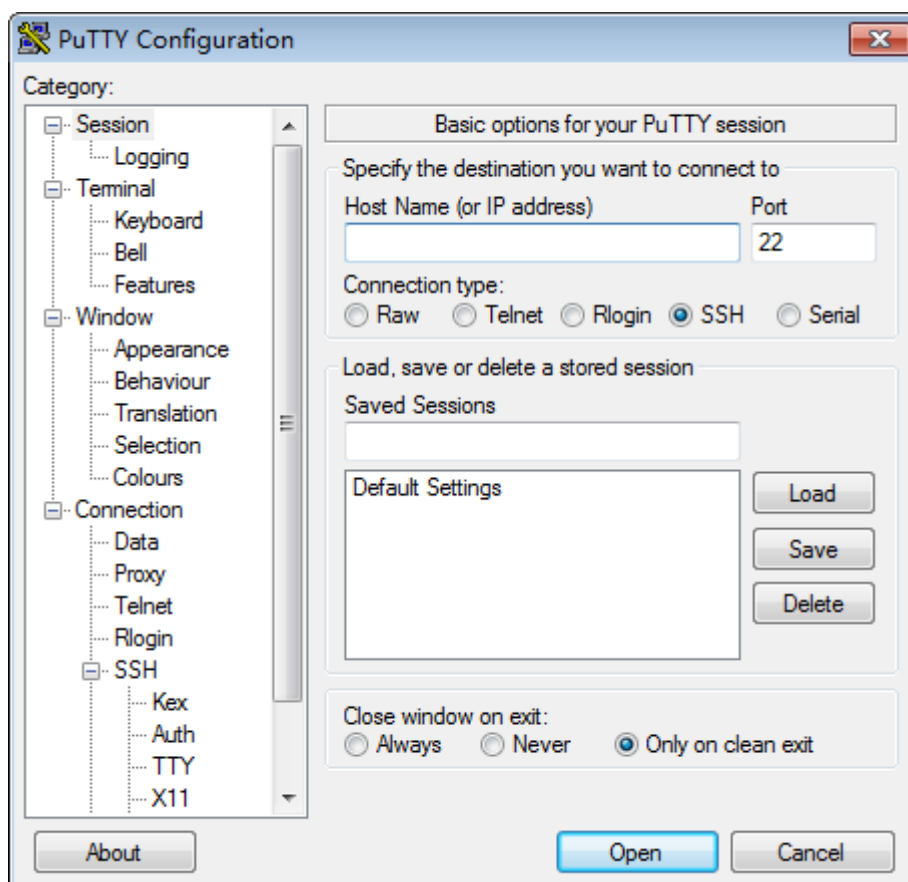 PuTTY Configuration
Category:
Session
Logging
Terminal
Keyboard
Bell
Features
Window
Appearance
Behaviour
Translation
Selection
Colours
Connection
Data
Proxy
Telnet
Rlogin
SSH
Kex
Auth
TTY
X11
Basic options for your PuTTY session
Specify the destination you want to connect to
Host Name (or IP address) Port
22
Connection type:
Raw Telnet Rlogin SSH Serial
Load, save or delete a stored session
Saved Sessions
Default Settings
Load
Save
Delete
Close window on exit:
Always Never Only on clean exit
About Open Cancel